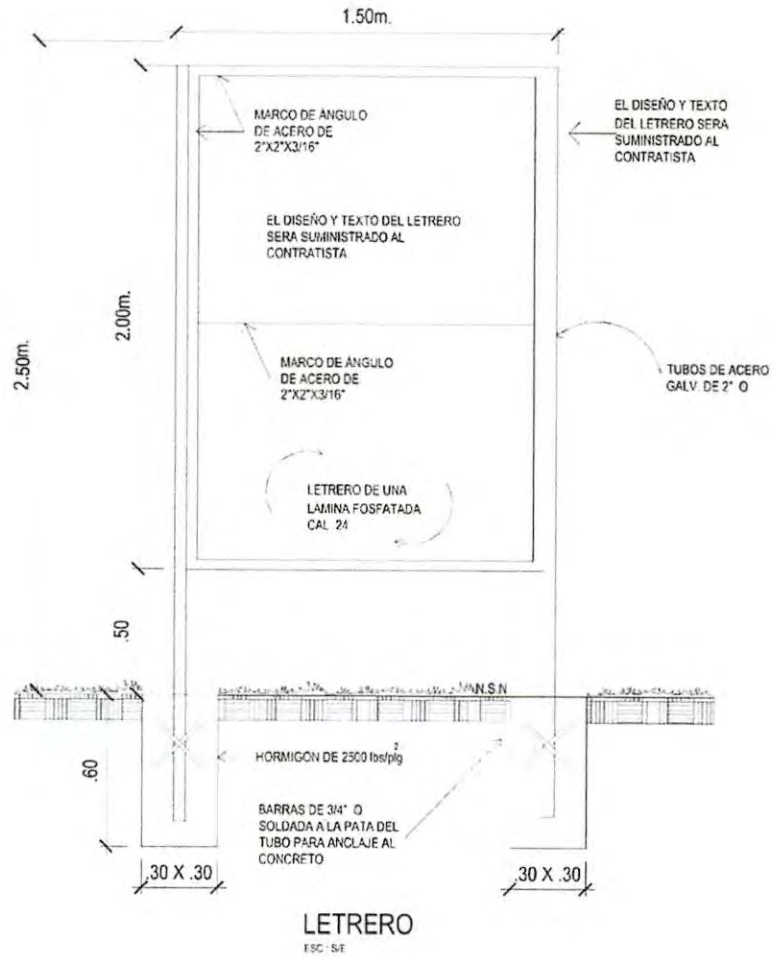 1.50m.
MARCO DE ÁNGULO
DE ACERO DE
2"X2"X3/16"
EL DISEÑO Y TEXTO
DEL LETRERO SERA
SUMINISTRADO AL
CONTRATISTA
EL DISEÑO Y TEXTO DEL LETRERO
SERA SUMINISTRADO AL
CONTRATISTA
2.00m.
2.50m.
MARCO DE ÁNGULO
DE ACERO DE
2"X2"X3/16"
TUBOS DE ACERO
GALV. DE 2" O
LETRERO DE UNA
LAMINA FOSFATADA
CAL. 24
.50
N.S.N
HORMIGÓN DE 2500 lbs/plg2
.60
BARRAS DE 3/4" O
SOLDADA A LA PATA DEL
TUBO PARA ANCLAJE AL
CONCRETO
.30 X .30
.30 X .30
LETRERO
ESC : S/E